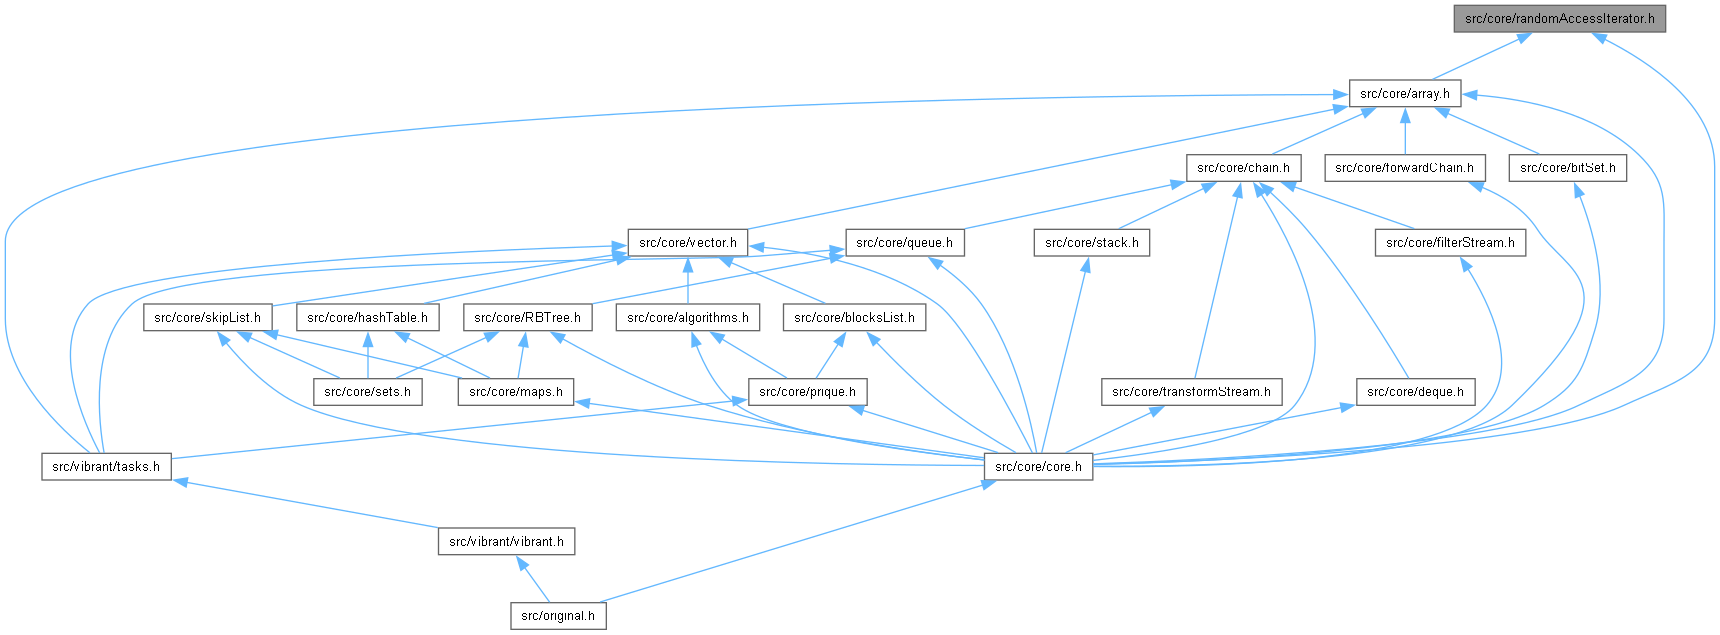 src/core/randomAccessIterator.h
src/core/array.h
src/core/chain.h
src/core/forwardChain.h
src/core/bitSet.h
src/core/vector.h
src/core/queue.h
src/core/stack.h
src/core/filterStream.h
src/core/skipList.h
src/core/hashTable.h
src/core/RBTree.h
src/core/algorithms.h
src/core/blocksList.h
src/core/sets.h
src/core/maps.h
src/core/prique.h
src/core/transformStream.h
src/core/deque.h
src/vibrant/tasks.h
src/core/core.h
src/vibrant/vibrant.h
src/original.h